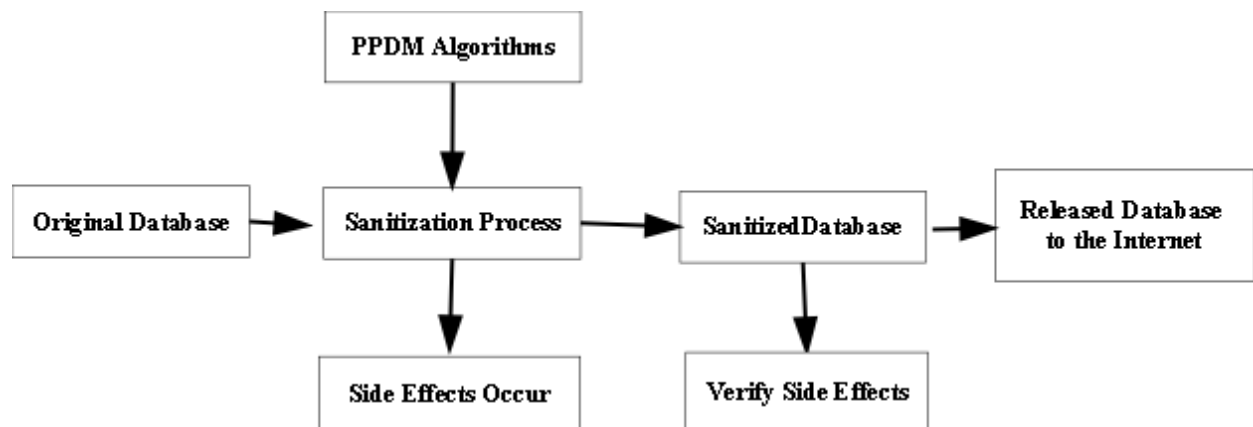 PPDM Algorithms
Original Database
Sanitization Process
SanitizedDatabase
Released Database
to the Internet
Side Effects Occur
Verify Side Effects